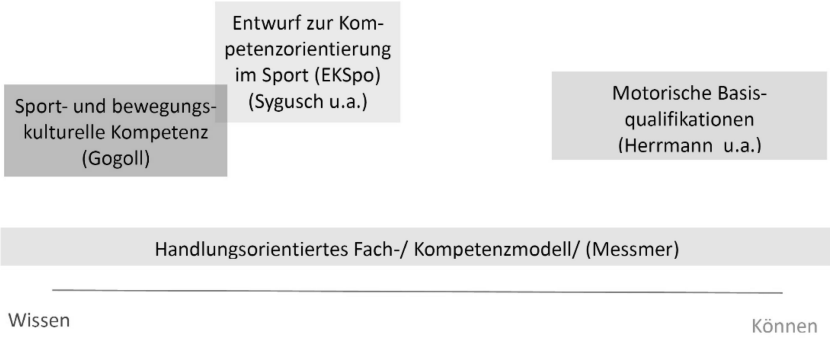 Entwurf zur Kom-
petenzorientierung
im Sport (EKSpo)
(Sygusch u.a.)
Sport- und bewegungs-
kulturelle Kompetenz
(Gogoll)
Motorische Basis-
qualifikationen
(Herrmann u.a.)
Handlungsorientiertes Fach-/ Kompetenzmodell/ (Messmer)
Wissen
Können